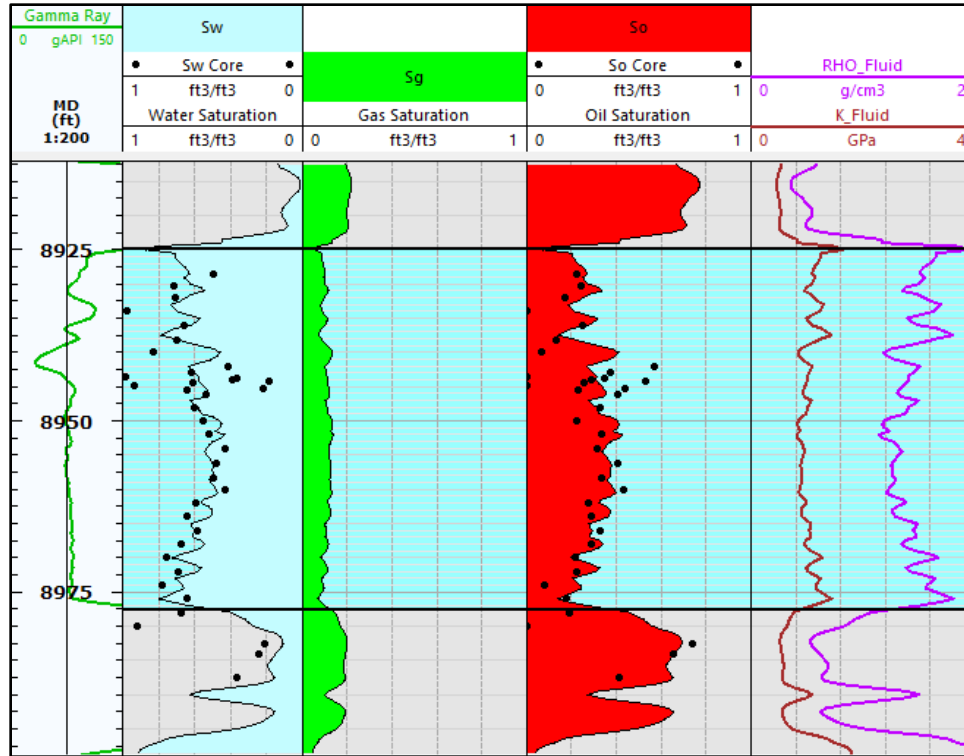 Gamma Ray
0 gAPI 150
MD
(ft)
1:200
Sw
Sw Core
1 ft3/ft3 0
Water Saturation
1 ft3/ft3 0
Sg
Gas Saturation
0 ft3/ft3 1
So
So Core
0 ft3/ft3 1
Oil Saturation
0 ft3/ft3 1
RHO_Fluid
0 g/cm3 2
K_Fluid
0 GPa 4
8925
8950
8975